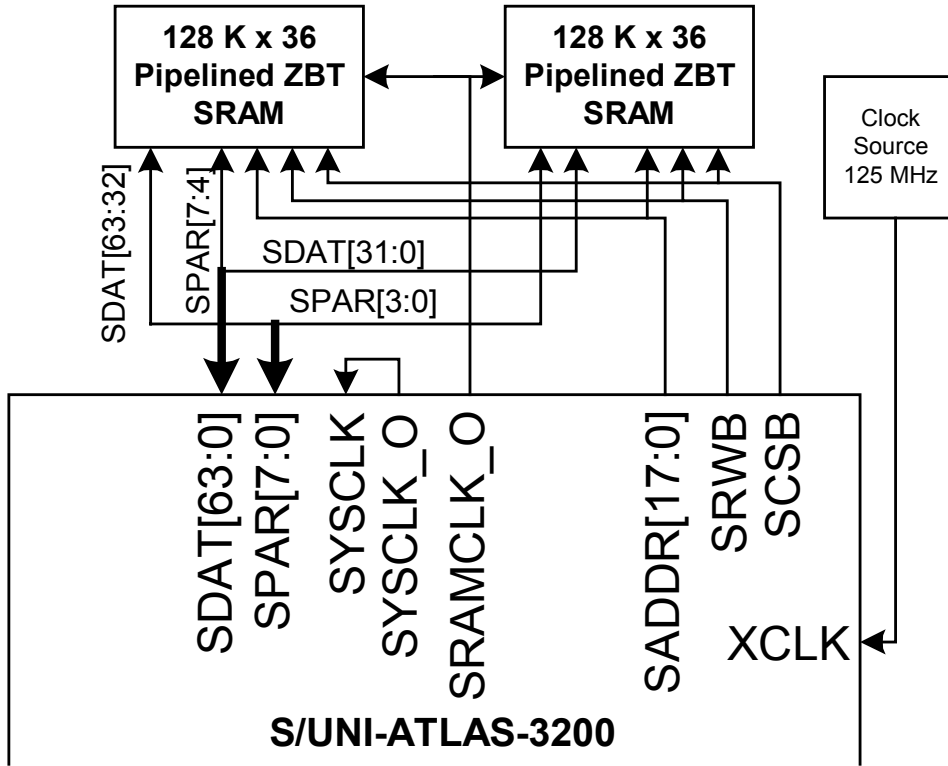 128 K x 36
Pipelined ZBT
SRAM
128 K x 36
Pipelined ZBT
SRAM
Clock
Source
125 MHz
SDAT[63:32]
SPAR[7:4]
SDAT[31:0]
SPAR[3:0]
SDAT[63:0]
SPAR[7:0]
SYSCLK
SYSCLK_O
SRAMCLK_O
SADDR[17:0]
SRWB
SCSB
XCLK
S/UNI-ATLAS-3200